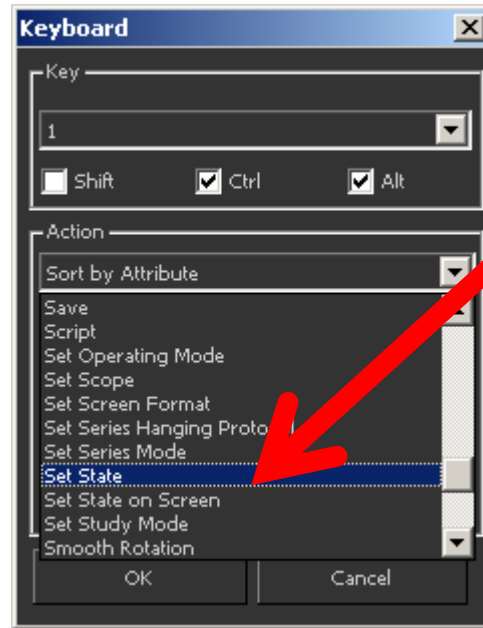 Keyboard
Key
1
Shift Ctrl Alt
Action
Sort by Attribute
Save
Script
Set Operating Mode
Set Scope
Set Screen Format
Set Series Hanging Protocol
Set Series Mode
Set State
Set State on Screen
Set Study Mode
Smooth Rotation
OK Cancel